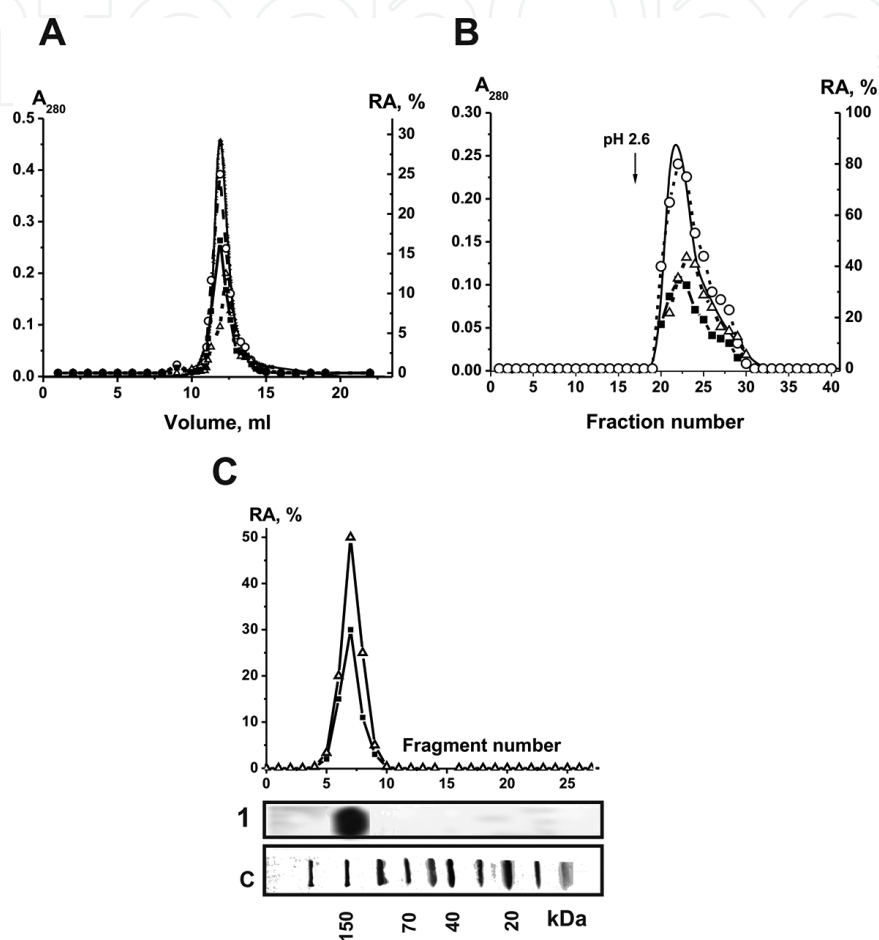 A
B
A280
RA, %
0.5
0.4
0.3
0.2
0.1
0.0
30
25
20
15
10
5
0
0 5 10 15 20
Volume, ml
A280
RA, %
pH 2.6
0.30
0.25
0.20
0.15
0.10
0.05
0.00
100
80
60
40
20
0
0 5 10 15 20 25 30 35 40
Fraction number
C
RA, %
50
40
30
20
10
0
Fragment number
0 5 10 15 20 25
1
C
150 70 40 20 kDa